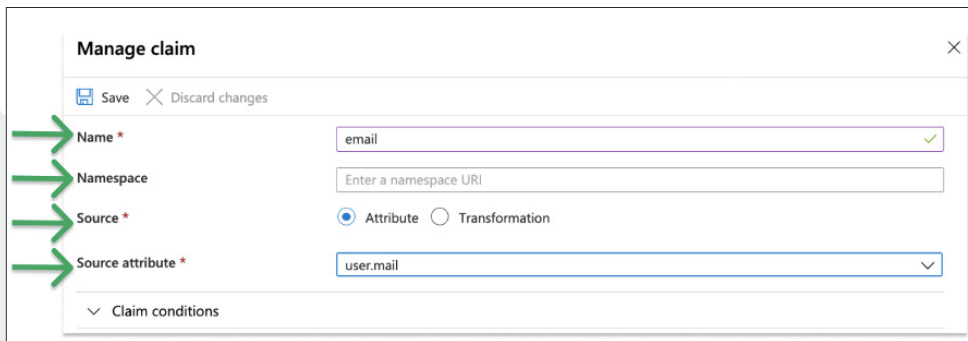 Manage claim
Save Discard changes
Name * email
Namespace Enter a namespace URI
Source * Attribute Transformation
Source attribute * user.mail
Claim conditions